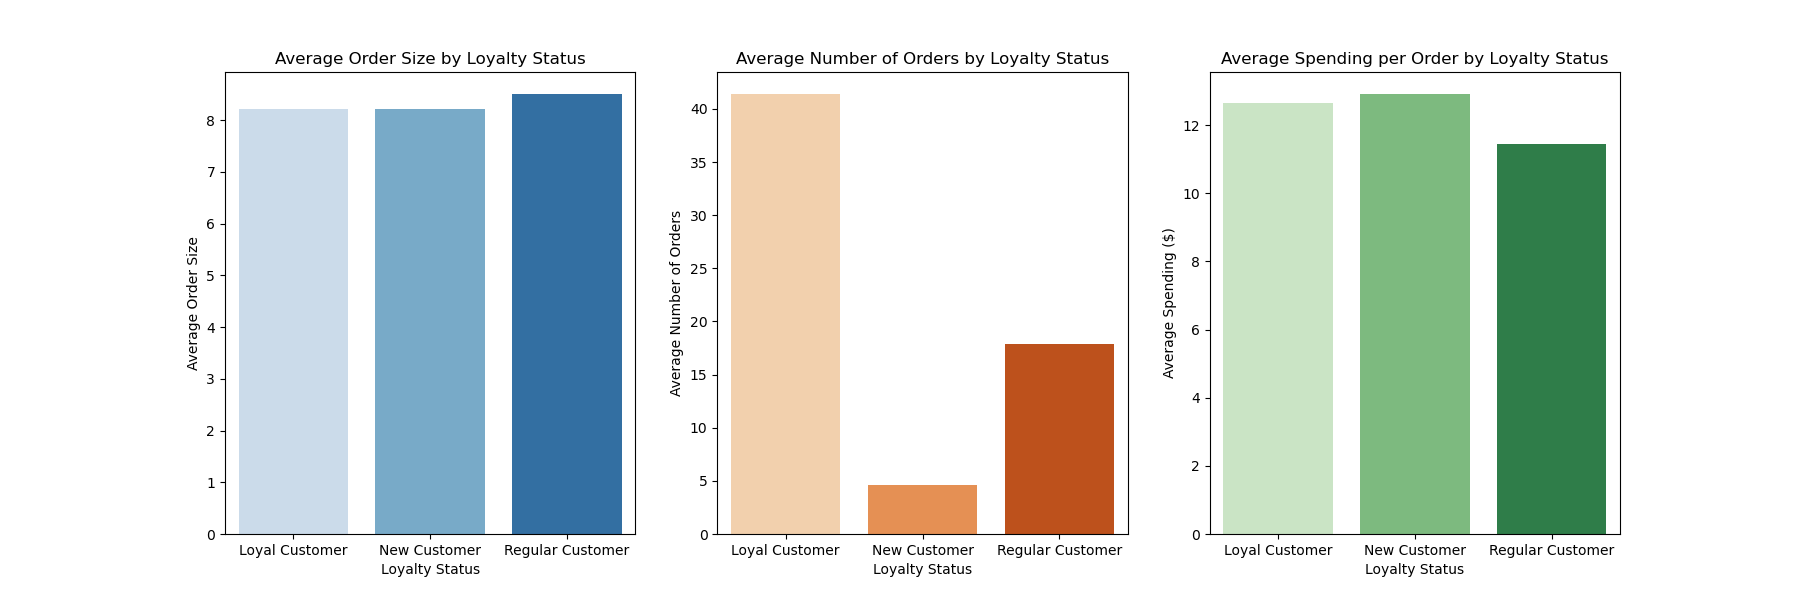 Average Order Size by Loyalty Status
Average Order Size
8
7
6
5
4
3
2
1
0
Loyal Customer New Customer Regular Customer
Loyalty Status
Average Number of Orders by Loyalty Status
Average Number of Orders
40
35
30
25
20
15
10
5
0
Loyal Customer New Customer Regular Customer
Loyalty Status
Average Spending per Order by Loyalty Status
Average Spending ($)
12
10
8
6
4
2
0
Loyal Customer New Customer Regular Customer
Loyalty Status